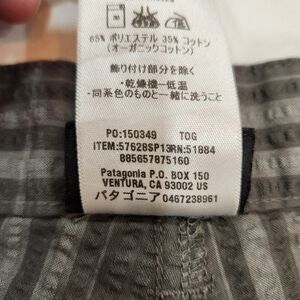 65% ポリエステル 35% コットン
(オーガニックコットン)
飾り付け部分を除く
・乾燥機ー低温
・同系色のものと一緒に洗うこと
PO:150349 TOG
ITEM:57628SP13RN:51884
885657875160
Patagonia P.O. BOX 150
VENTURA, CA 93002 US
パタゴニア 0467238961